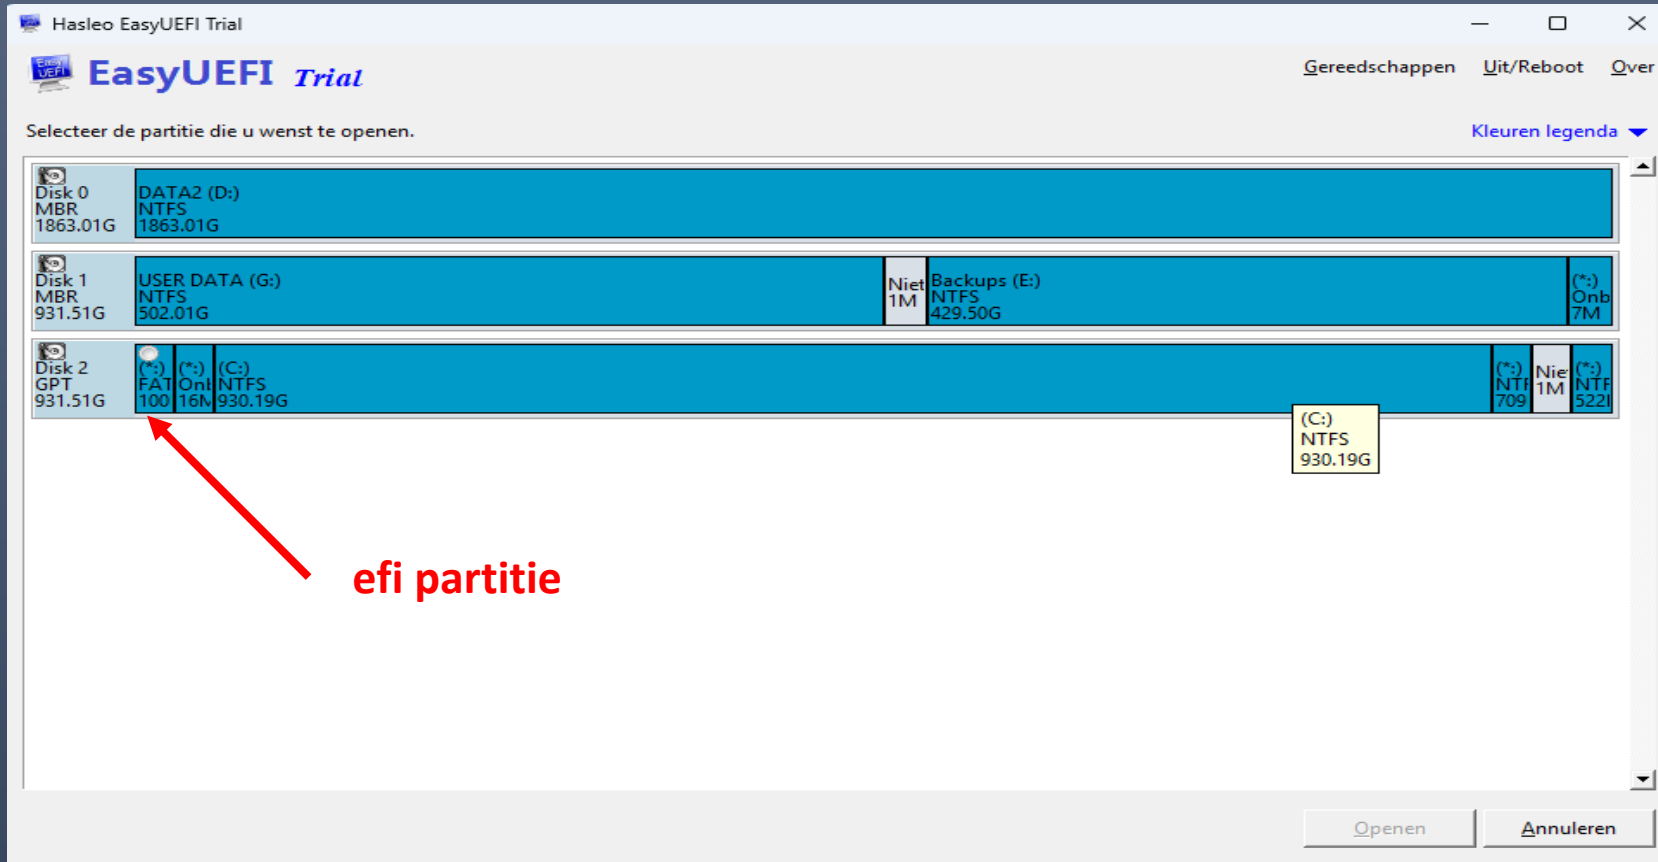 Hasleo EasyUEFI Trial
EasyUEFI Trial
Gereedschappen Uit/Reboot Over
Selecteer de partitie die u wenst te openen.
Kleuren legenda
Disk 0
MBR
1863.01G
DATA2 (D:)
NTFS
1863.01G
Disk 1
MBR
931.51G
USER DATA (G:)
NTFS
502.01G
Niet
1M
Backups (E:)
NTFS
429.50G
(*:)
Onb
7M
Disk 2
GPT
931.51G
(*:)
FAT
100
(*:)
Onb
16M
(C:)
NTFS
930.19G
(*:)
NTF
709
Nie
1M
(*:)
NTF
522
(C:)
NTFS
930.19G
efi partitie
Openen
Annuleren